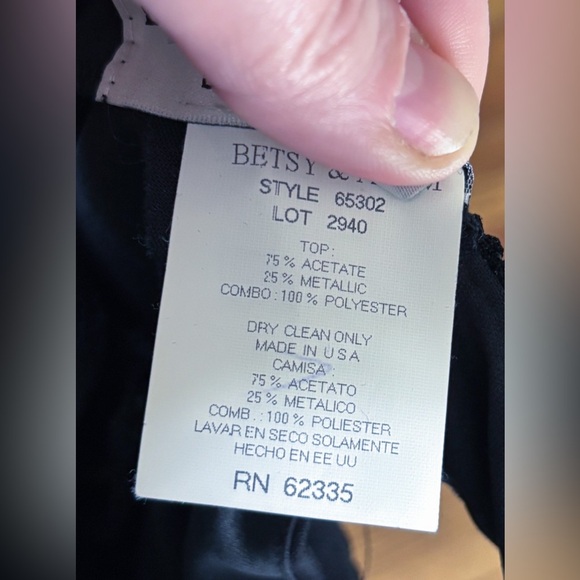 BETSY &
STYLE 65302
LOT 2940
TOP:
75% ACETATE
25% METALLIC
COMBO:100% POLYESTER
DRY CLEAN ONLY
MADE IN USA
CAMISA:
75% ACETATO
25% METALICO
COMB.:100% POLIESTER
LAVAR EN SECO SOLAMENTE
HECHO EN EE UU
RN 62335